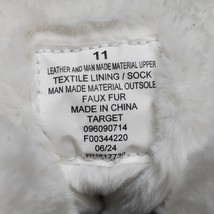 11
LEATHER AND MAN MADE MATERIAL UPPER
TEXTILE LINING / SOCK
MAN MADE MATERIAL OUTSOLE
FAUX FUR
MADE IN CHINA
TARGET
096090714
F00344220
06/24